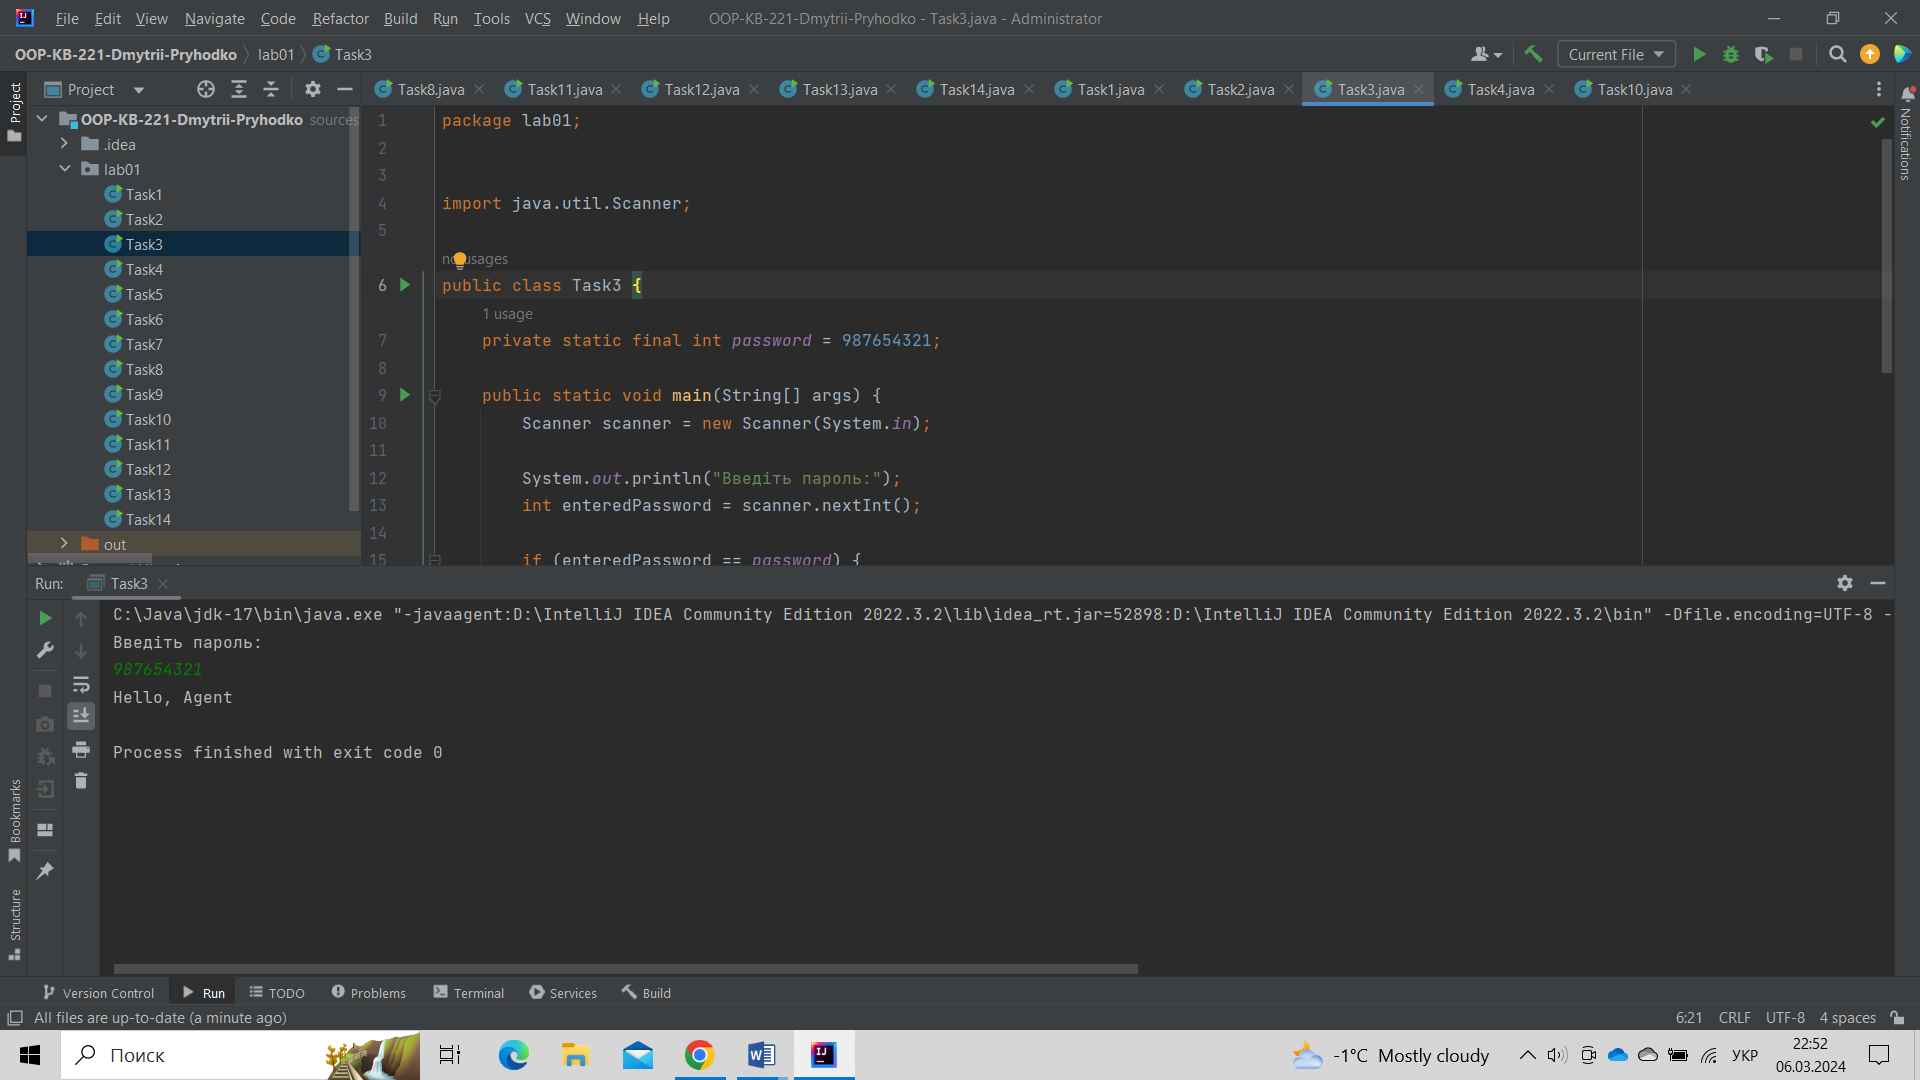 File Edit View Navigate Code Refactor Build Run Tools VCS Window Help OOP-KB-221-Dmytrii-Pryhodko - Task3.java - Administrator
OOP-KB-221-Dmytrii-Pryhodko lab01 Task3 Current File
Project Task8.java Task11.java Task12.java Task13.java Task14.java Task1.java Task2.java Task3.java Task4.java Task10.java
Project
Notifications
OOP-KB-221-Dmytrii-Pryhodko sources
.idea
lab01
Task1
Task2
Task3
Task4
Task5
Task6
Task7
Task8
Task9
Task10
Task11
Task12
Task13
Task14
out
1 package lab01;
2
3
4 import java.util.Scanner;
5
no usages
6 public class Task3 {
1 usage
7 private static final int password = 987654321;
8
9 public static void main(String[] args) {
10 Scanner scanner = new Scanner(System.in);
11
12 System.out.println("Введіть пароль:");
13 int enteredPassword = scanner.nextInt();
14
15 if (enteredPassword == password) {
Run: Task3
C:\Java\jdk-17\bin\java.exe "-javaagent:D:\IntelliJ IDEA Community Edition 2022.3.2\lib\idea_rt.jar=52898:D:\IntelliJ IDEA Community Edition 2022.3.2\bin" -Dfile.encoding=UTF-8 -
Введіть пароль:
987654321
Hello, Agent
Process finished with exit code 0
Bookmarks
Structure
Version Control Run TODO Problems Terminal Services Build
All files are up-to-date (a minute ago) 6:21 CRLF UTF-8 4 spaces
Поиск -1°C Mostly cloudy УКР 22:52
06.03.2024